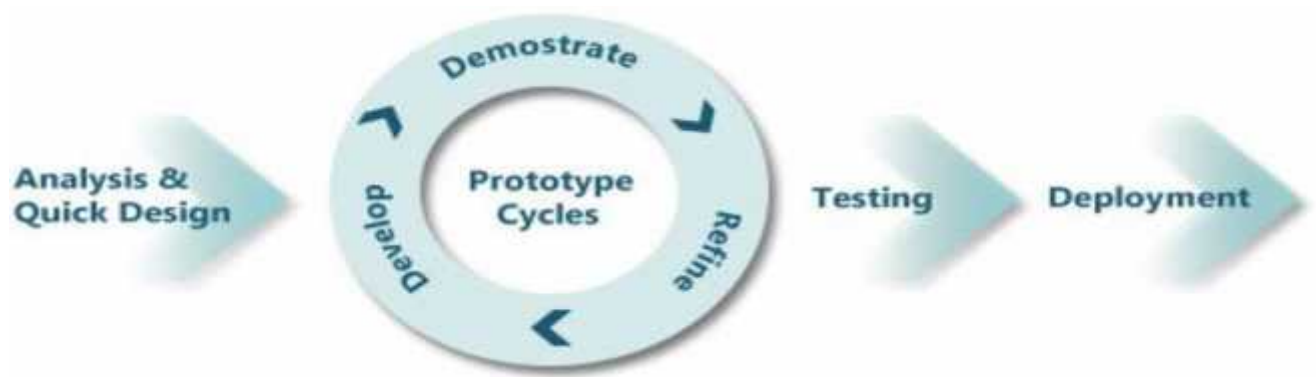 Analysis &
Quick Design
Demostrate
Develop
Refine
Prototype
Cycles
Testing
Deployment